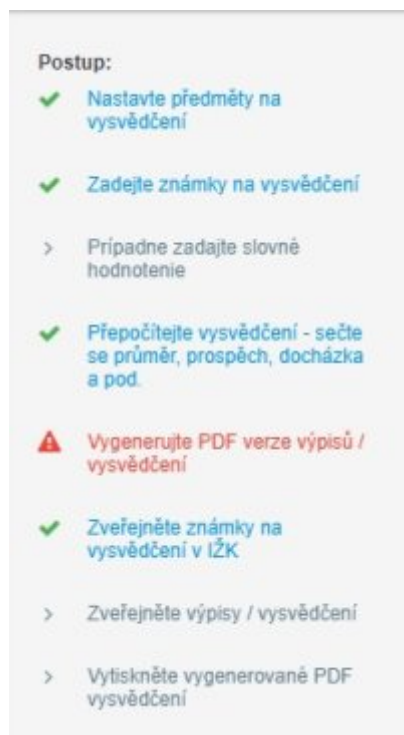 Postup:
Nastavte předměty na
vysvědčení
Zadejte známky na vysvědčení
Prípadne zadajte slovné
hodnotenie
Přepočítejte vysvědčení - sečte
se průměr, prospěch, docházka
a pod.
Vygenerujte PDF verze výpisů /
vysvědčení
Zveřejněte známky na
vysvědčení v IŽK
Zveřejněte výpisy / vysvědčení
Vytiskněte vygenerované PDF
vysvědčení